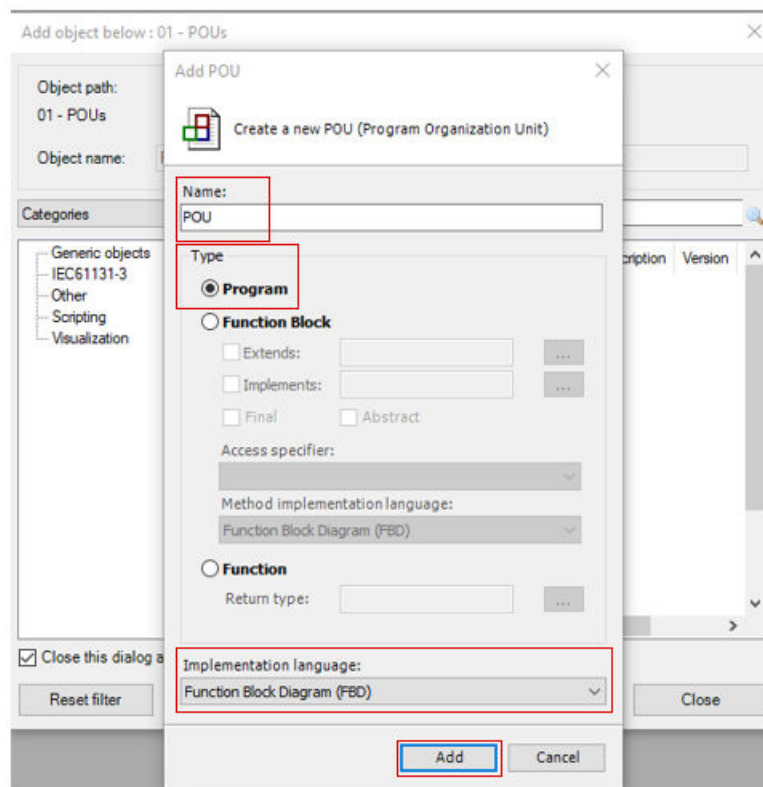 Add object below : 01 - POUs
Object path:
01 - POUs
Object name:
Categories
Generic objects
IEC61131-3
Other
Scripting
Visualization
Version
Close this dialog
Reset filter
Close
Add POU
Create a new POU (Program Organization Unit)
Name:
POU
Type
Program
Function Block
Extends:
...
Implements:
...
Final Abstract
Access specifier:
Method implementation language:
Function Block Diagram (FBD)
Function
Return type:
...
Implementation language:
Function Block Diagram (FBD)
Add Cancel